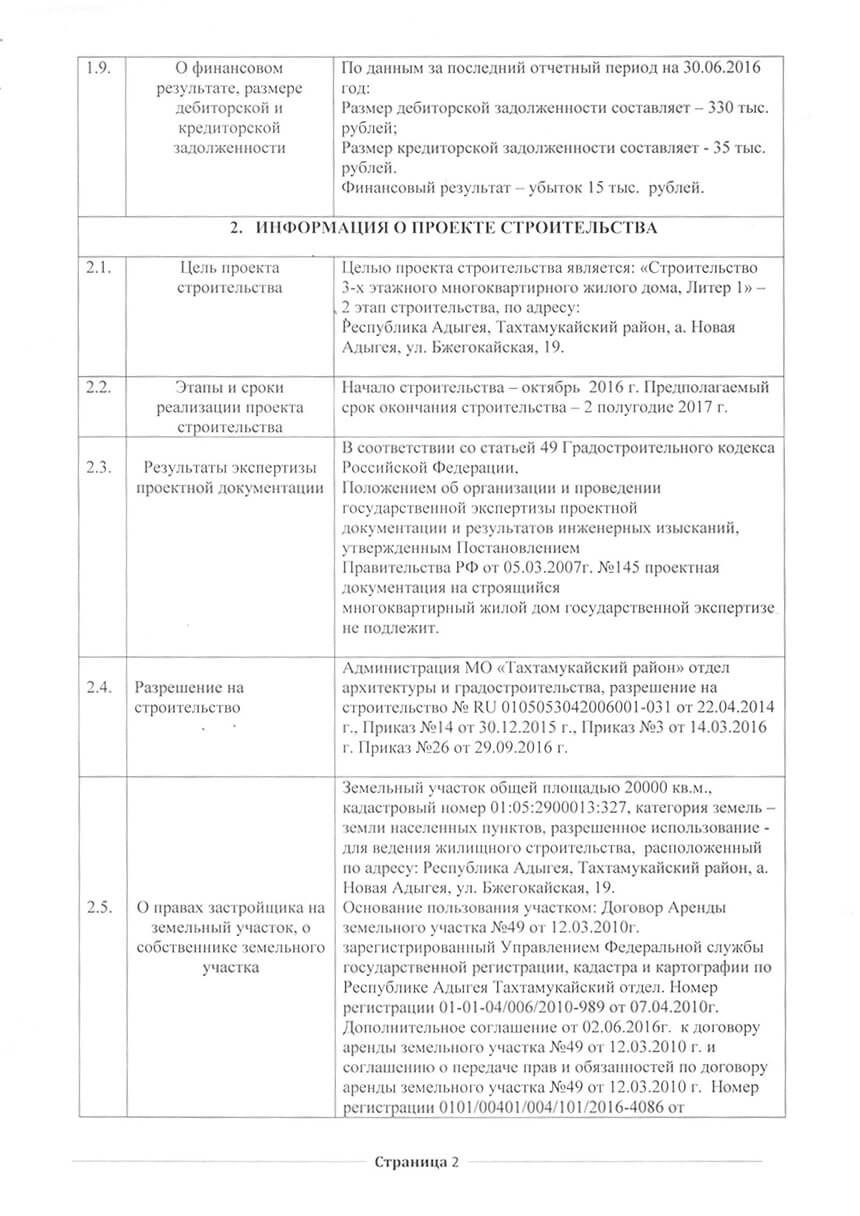 1.9.
О финансовом
результате, размере
дебиторской и
кредиторской
задолженности
По данным за последний отчетный период на 30.06.2016
год:
Размер дебиторской задолженности составляет – 330 тыс.
рублей;
Размер кредиторской задолженности составляет - 35 тыс.
рублей.
Финансовый результат – убыток 15 тыс. рублей.
2. ИНФОРМАЦИЯ О ПРОЕКТЕ СТРОИТЕЛЬСТВА
2.1.
Цель проекта
строительства
Целью проекта строительства является: «Строительство
3-х этажного многоквартирного жилого дома, Литер 1» –
2 этап строительства, по адресу:
Республика Адыгея, Тахтамукайский район, а. Новая
Адыгея, ул. Бжегокайская, 19.
2.2.
Этапы и сроки
реализации проекта
строительства
Начало строительства – октябрь 2016 г. Предполагаемый
срок окончания строительства – 2 полугодие 2017 г.
2.3.
Результаты экспертизы
проектной документации
В соответствии со статьей 49 Градостроительного кодекса
Российской Федерации,
Положением об организации и проведении
государственной экспертизы проектной
документации и результатов инженерных изысканий,
утвержденным Постановлением
Правительства РФ от 05.03.2007г. №145 проектная
документация на строящийся
многоквартирный жилой дом государственной экспертизе
не подлежит.
2.4.
Разрешение на
строительство
Администрация МО «Тахтамукайский район» отдел
архитектуры и градостроительства, разрешение на
строительство № RU 0105053042006001-031 от 22.04.2014
г., Приказ №14 от 30.12.2015 г., Приказ №3 от 14.03.2016
г. Приказ №26 от 29.09.2016 г.
2.5.
О правах застройщика на
земельный участок, о
собственнике земельного
участка
Земельный участок общей площадью 20000 кв.м.,
кадастровый номер 01:05:2900013:327, категория земель –
земли населенных пунктов, разрешенное использование -
для ведения жилищного строительства, расположенный
по адресу: Республика Адыгея, Тахтамукайский район, а.
Новая Адыгея, ул. Бжегокайская, 19.
Основание пользования участком: Договор Аренды
земельного участка №49 от 12.03.2010г.
зарегистрированный Управлением Федеральной службы
государственной регистрации, кадастра и картографии по
Республике Адыгея Тахтамукайский отдел. Номер
регистрации 01-01-04/006/2010-989 от 07.04.2010г.
Дополнительное соглашение от 02.06.2016г. к договору
аренды земельного участка №49 от 12.03.2010 г. и
соглашению о передаче прав и обязанностей по договору
аренды земельного участка №49 от 12.03.2010 г. Номер
регистрации 0101/00401/004/101/2016-4086 от
Страница 2